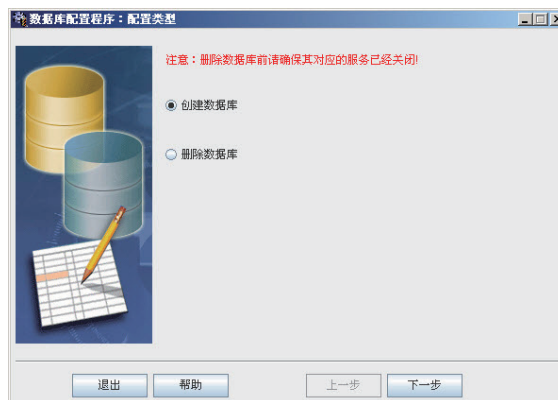 数据库配置程序：配置类型
注意：删除数据库前请确保其对应的服务已经关闭!
创建数据库
删除数据库
退出 帮助 上一步 下一步